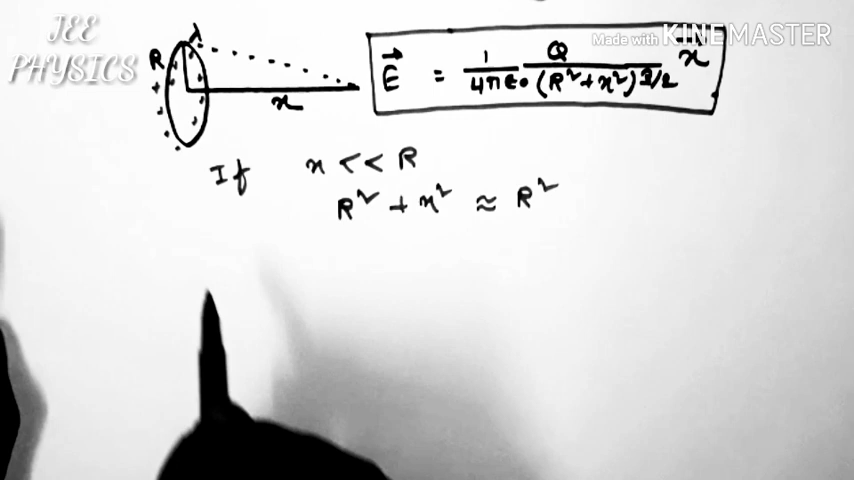 JEE
PHYSICS
Made with KINEMASTER
R λ
x
E⃗ = 1/4πε₀ Q/(R²+x²)^3/2 x⃗
If x << R
R² + x² ≈ R²